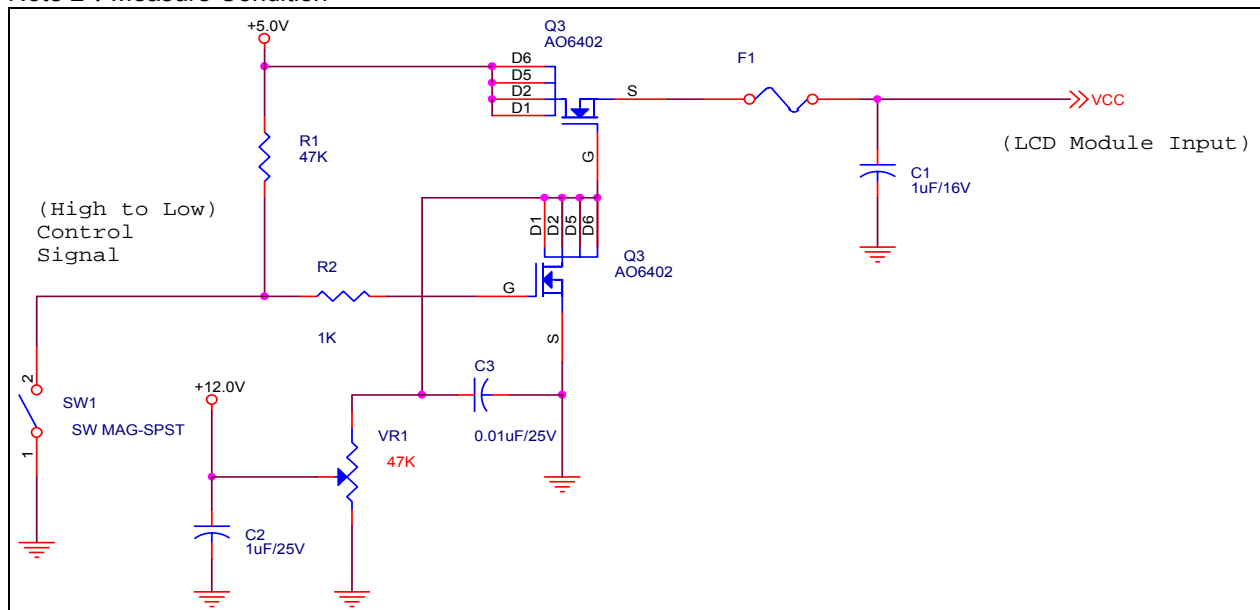 Note 2 : Measure Condition
+5.0V
Q3
AO6402
F1
D6
D5
D2
D1
S
VCC
(LCD Module Input)
R1
47K
G
C1
1uF/16V
(High to Low)
Control
Signal
D1
D2
D5
D6
Q3
AO6402
R2
G
1K
S
C3
2
+12.0V
SW1
SW MAG-SPST
VR1
47K
0.01uF/25V
1
C2
1uF/25V